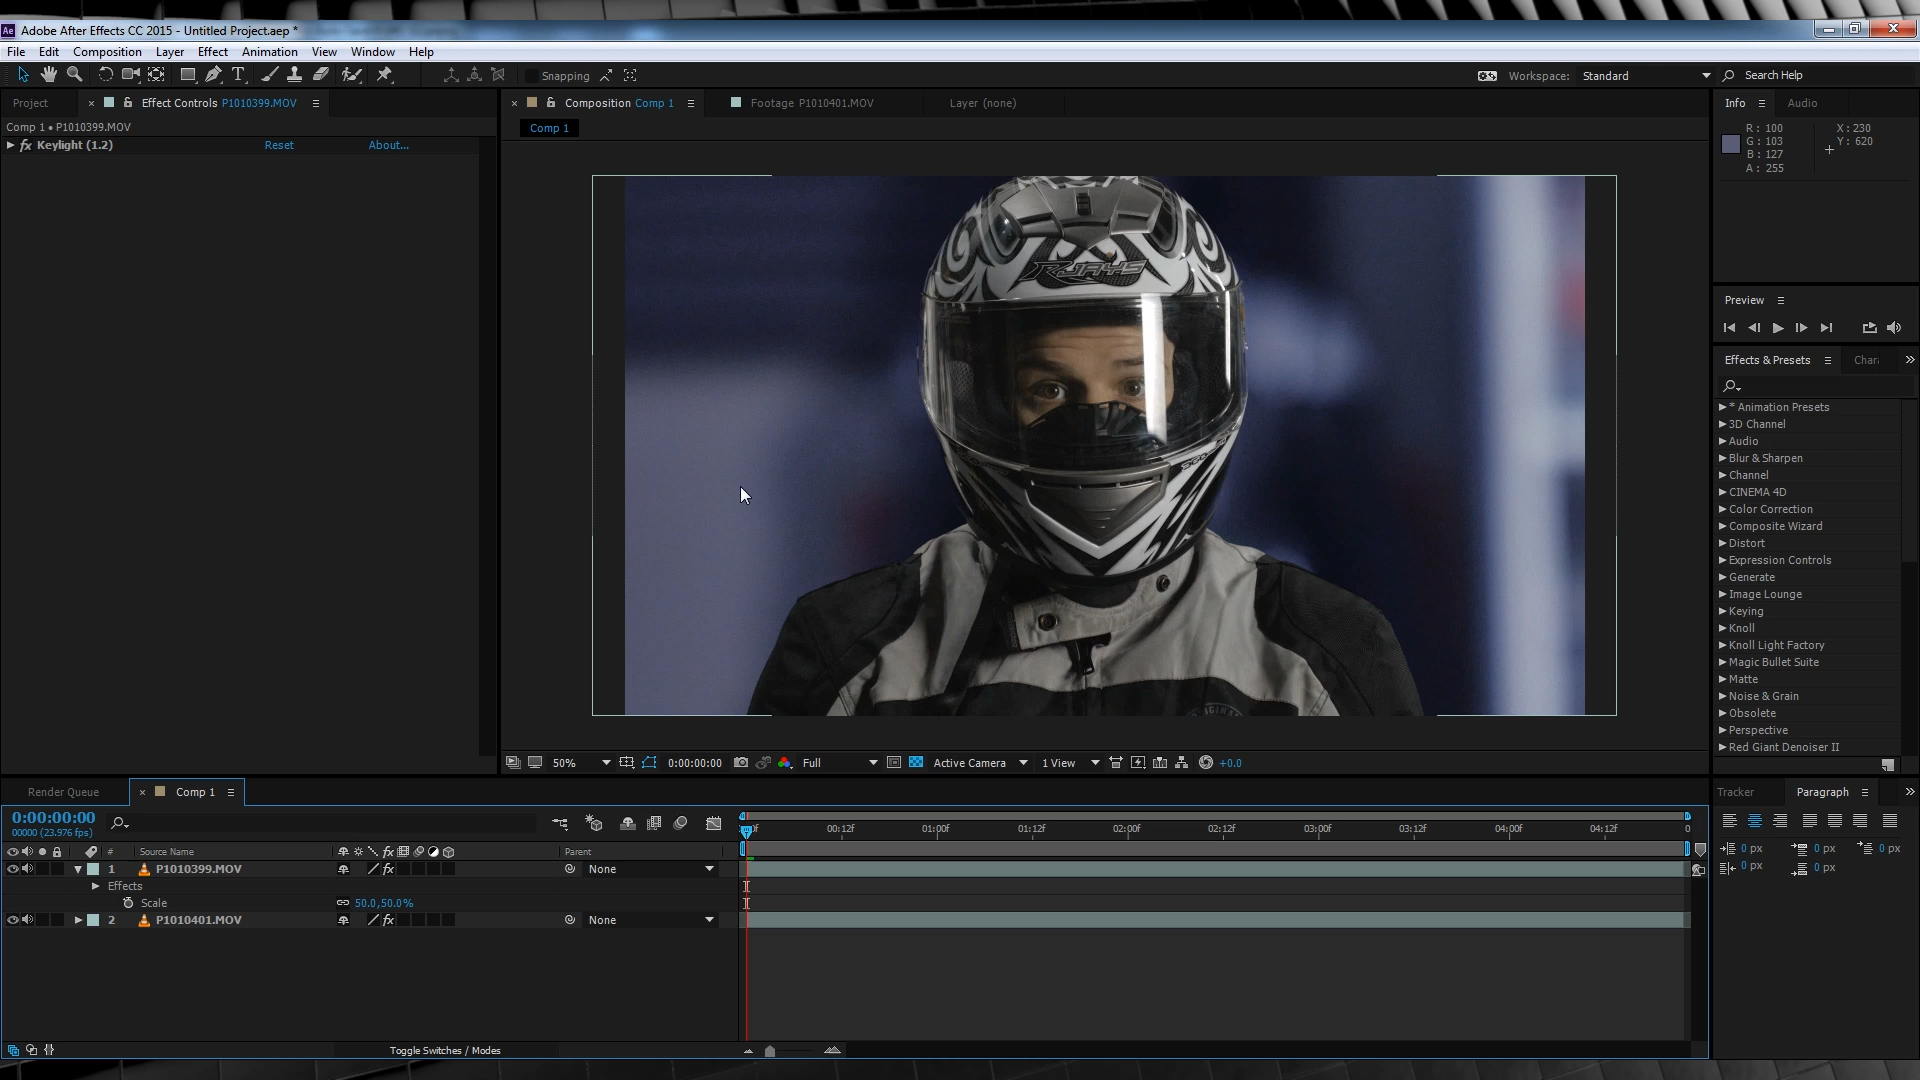 Adobe After Effects CC 2015 - Untitled Project.aep *
File Edit Composition Layer Effect Animation View Window Help
Snapping
Workspace: Standard
Search Help
Project
Effect Controls P1010399.MOV
Comp 1 • P1010399.MOV
fx Keylight (1.2) Reset About...
Composition Comp 1
Footage P1010401.MOV
Layer (none)
Comp 1
RJAYS
50%
0:00:00:00
Full
Active Camera
1 View
+0.0
Info
Audio
R: 100
G: 103
B: 127
A: 255
X: 230
Y: 620
Preview
Effects & Presets
Char
* Animation Presets
3D Channel
Audio
Blur & Sharpen
Channel
CINEMA 4D
Color Correction
Composite Wizard
Distort
Expression Controls
Generate
Image Lounge
Keying
Knoll
Knoll Light Factory
Magic Bullet Suite
Matte
Noise & Grain
Obsolete
Perspective
Red Giant Denoiser II
Render Queue
Comp 1
0:00:00:00
00000 (23.976 fps)
# Source Name
Parent
1 P1010399.MOV
None
Effects
Scale
50.0,50.0%
2 P1010401.MOV
None
00:12f 01:00f 01:12f 02:00f 02:12f 03:00f 03:12f 04:00f 04:12f 0
Toggle Switches / Modes
Tracker
Paragraph
0 px 0 px 0 px
0 px 0 px